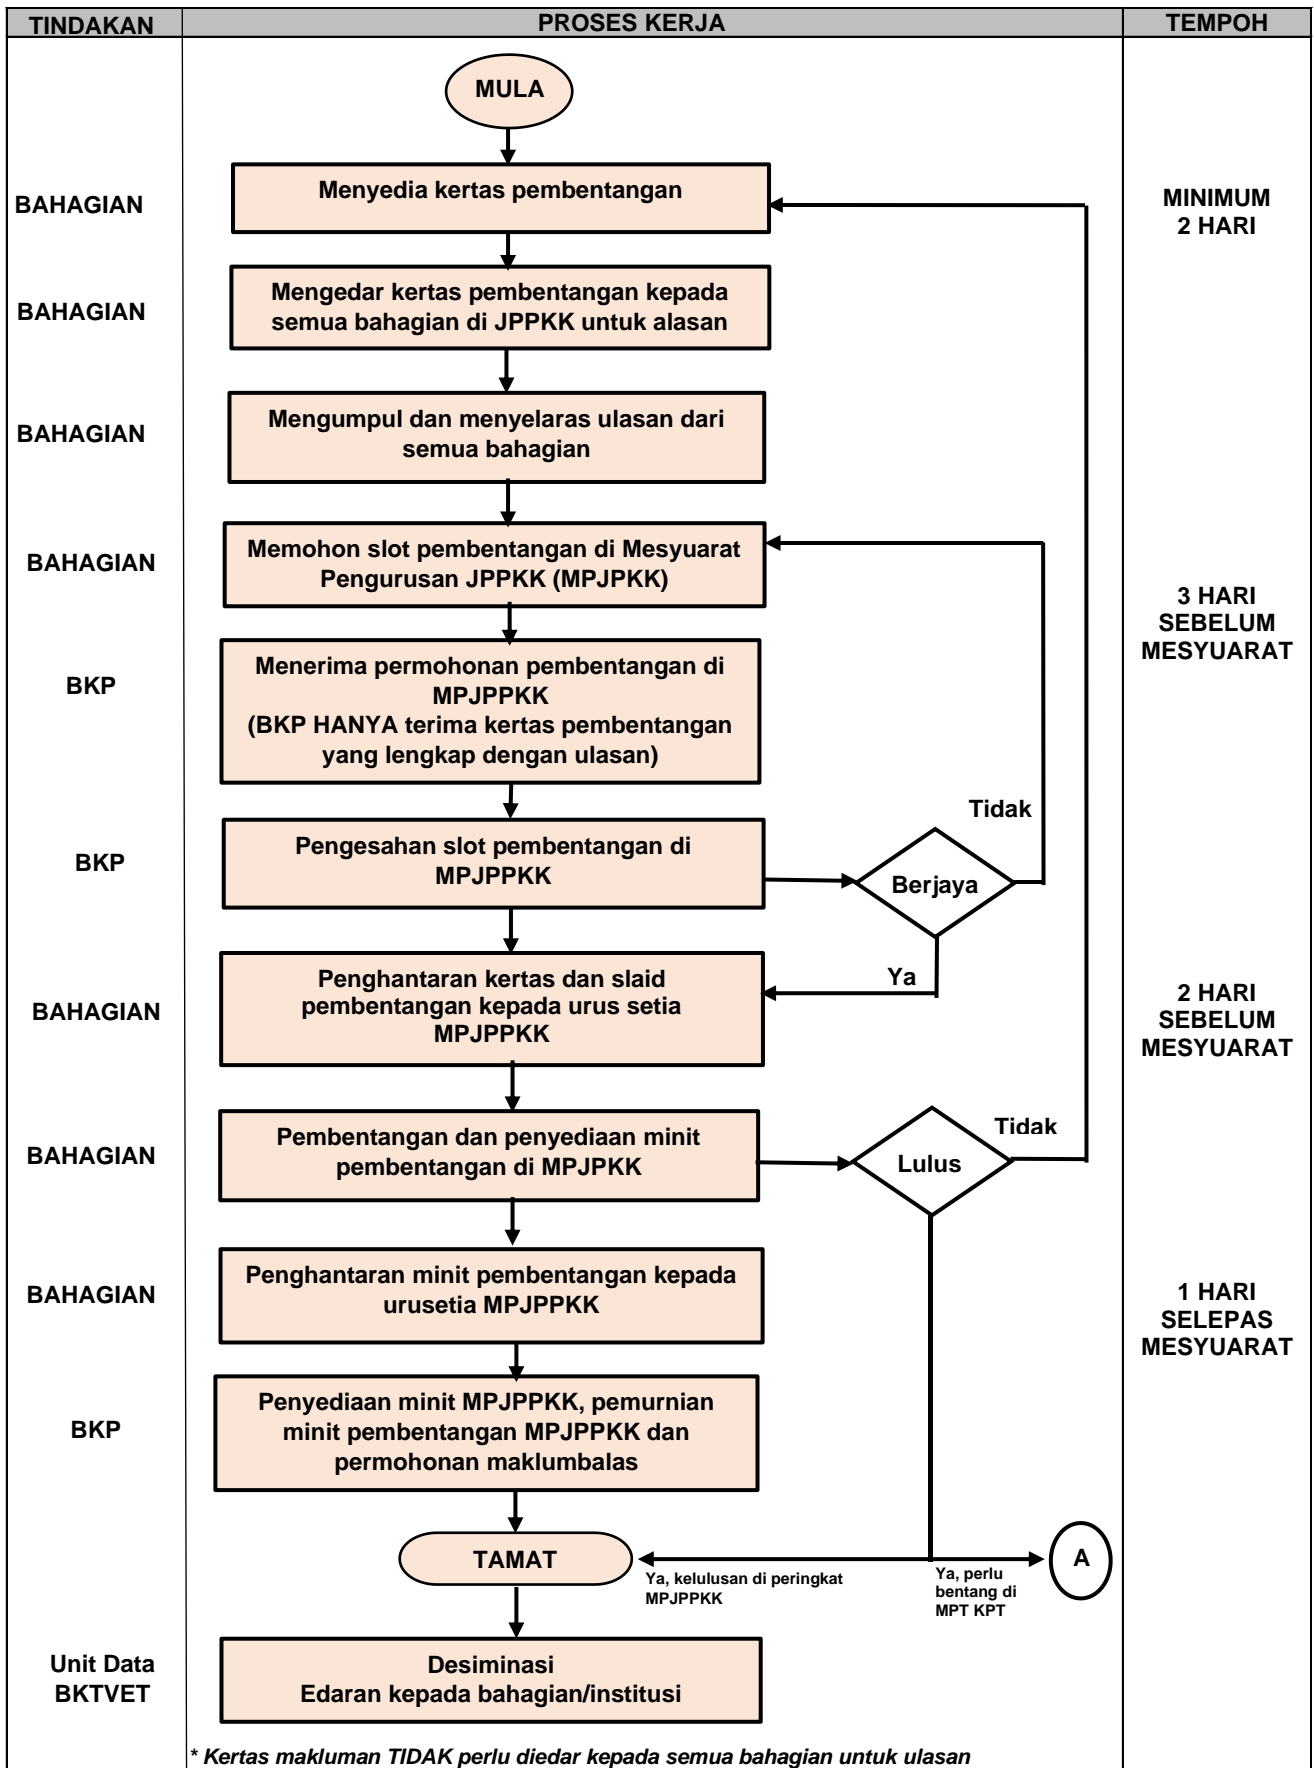 TINDAKAN PROSES KERJA TEMPOH
MULA
BAHAGIAN
Menyedia kertas pembentangan
MINIMUM
2 HARI
BAHAGIAN
Mengedar kertas pembentangan kepada
semua bahagian di JPPKK untuk alasan
BAHAGIAN
Mengumpul dan menyelaras ulasan dari
semua bahagian
BAHAGIAN
Memohon slot pembentangan di Mesyuarat
Pengurusan JPPKK (MPJPKK)
3 HARI
SEBELUM
MESYUARAT
BKP
Menerima permohonan pembentangan di
MPJPPKK
(BKP HANYA terima kertas pembentangan
yang lengkap dengan ulasan)
BKP
Pengesahan slot pembentangan di
MPJPPKK
Tidak
Berjaya
Ya
BAHAGIAN
Penghantaran kertas dan slaid
pembentangan kepada urus setia
MPJPPKK
2 HARI
SEBELUM
MESYUARAT
BAHAGIAN
Pembentangan dan penyediaan minit
pembentangan di MPJPKK
Tidak
Lulus
BAHAGIAN
Penghantaran minit pembentangan kepada
urusetia MPJPPKK
1 HARI
SELEPAS
MESYUARAT
BKP
Penyediaan minit MPJPPKK, pemurnian
minit pembentangan MPJPPKK dan
permohonan maklumbalas
TAMAT
Ya, kelulusan di peringkat
MPJPPKK
Ya, perlu
bentang di
MPT KPT
A
Unit Data
BKTVET
Desiminasi
Edaran kepada bahagian/institusi
* Kertas makluman TIDAK perlu diedar kepada semua bahagian untuk ulasan